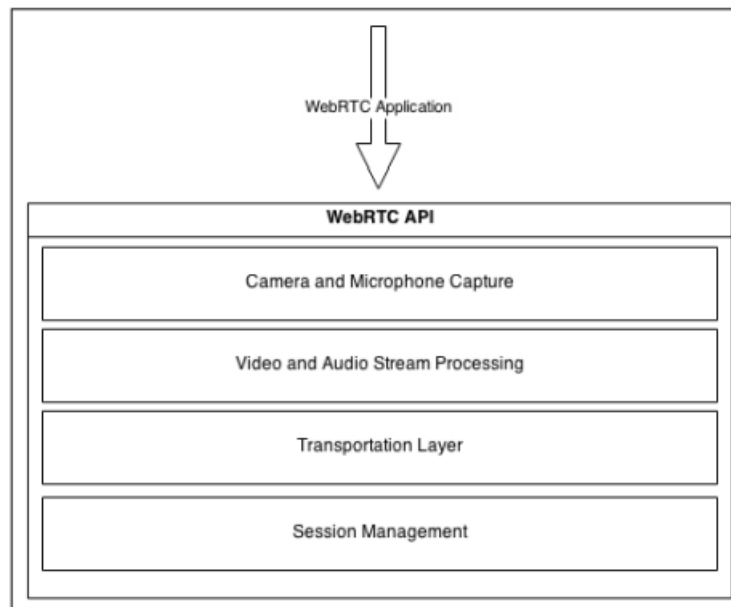 WebRTC Application
WebRTC API
Camera and Microphone Capture
Video and Audio Stream Processing
Transportation Layer
Session Management